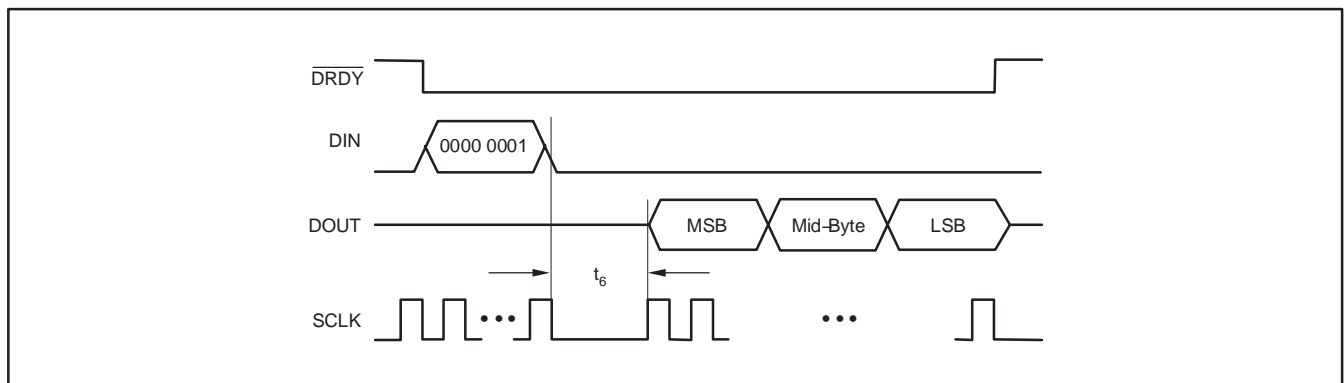 DRDY
DIN
0000 0001
DOUT
MSB
Mid–Byte
LSB
t6
SCLK